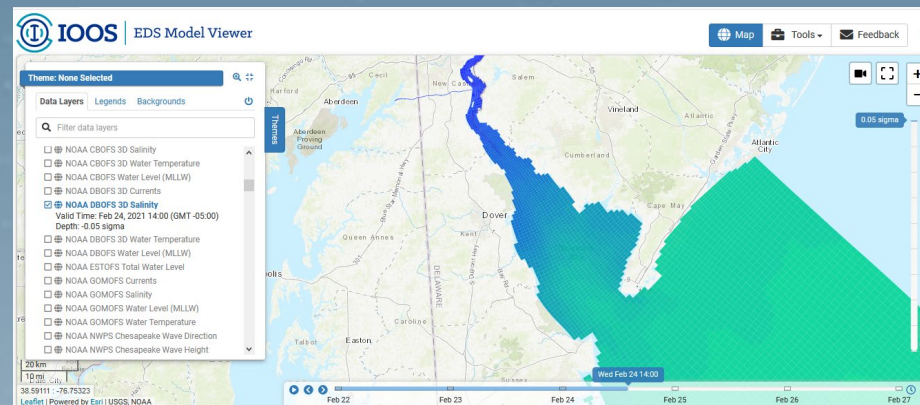 IOOS EDS Model Viewer
Map Tools Feedback
Theme: None Selected
Data Layers Legends Backgrounds
Filter data layers
NOAA CBOFS 3D Salinity
NOAA CBOFS 3D Water Temperature
NOAA CBOFS Water Level (MLLW)
NOAA DBOFS 3D Currents
NOAA DBOFS 3D Salinity
Valid Time: Feb 24, 2021 14:00 (GMT -05:00)
Depth: -0.05 sigma
NOAA DBOFS 3D Water Temperature
NOAA DBOFS Water Level (MLLW)
NOAA ESTOFS Total Water Level
NOAA GOMOFS Currents
NOAA GOMOFS Salinity
NOAA GOMOFS Water Level (MLLW)
NOAA GOMOFS Water Temperature
NOAA NWPS Chesapeake Wave Direction
NOAA NWPS Chesapeake Wave Height
Themes
20 km
10 mi
38.59111 : -76.75323
Leaflet | Powered by Esri | USGS, NOAA
Cecil
Salem
Harford
Aberdeen
Aberdeen
Proving
Ground
Vineland
Atlantic
Atlantic
City
Cumberland
Cape May
Dover
Kent
Queen Annes
DELAWARE
Caroline
Talbot
Easton
Sussex
0.05 sigma
+
−
Wed Feb 24 14:00
Feb 22 Feb 23 Feb 24 Feb 25 Feb 26 Feb 27